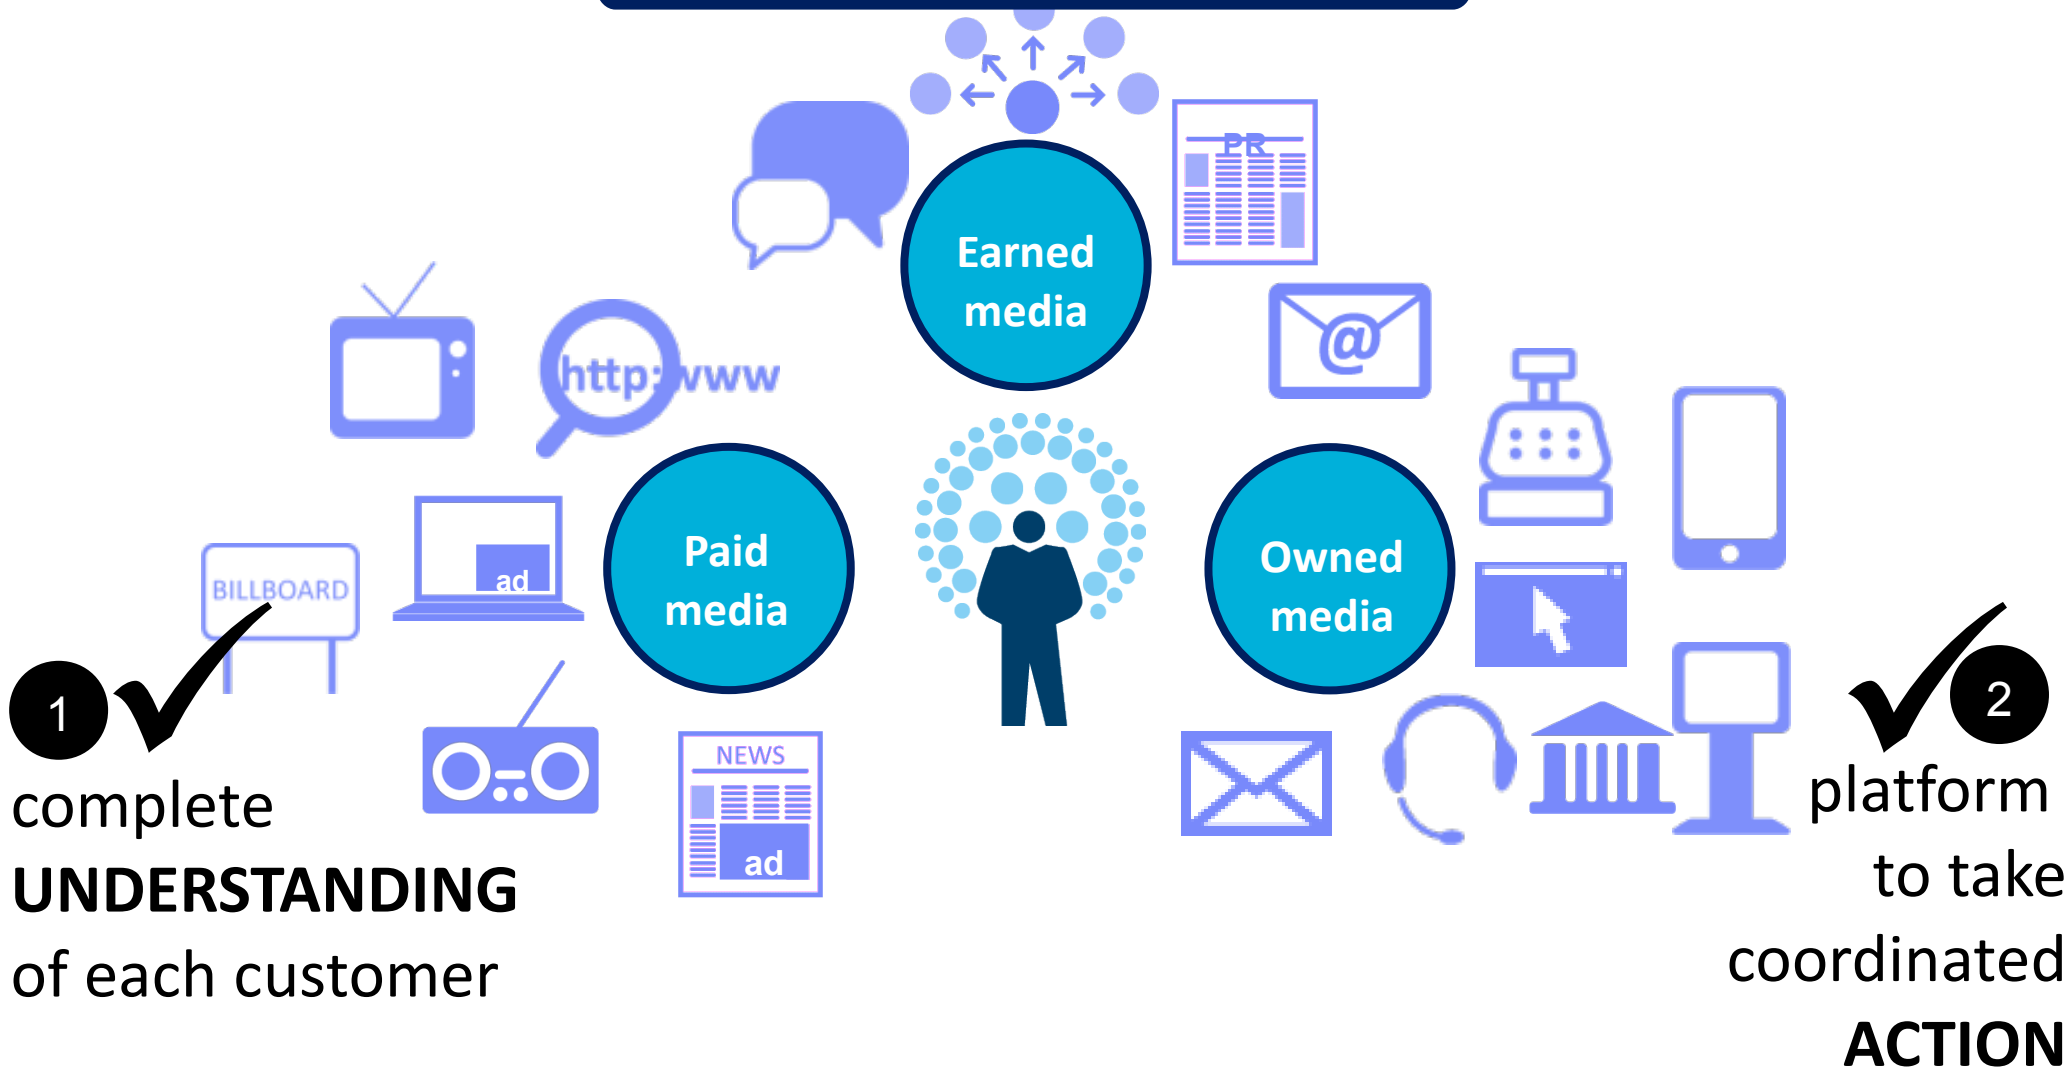 PR
Earned
media
@
http:www
Paid
media
Owned
media
ad
BILLBOARD
1
2
NEWS
ad
complete
UNDERSTANDING
of each customer
platform
to take
coordinated
ACTION